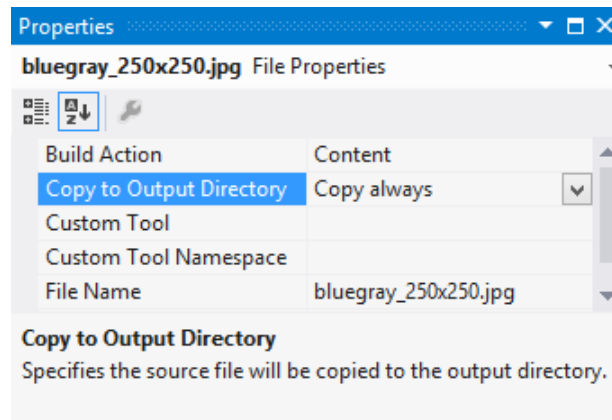 Properties
bluegray_250x250.jpg File Properties
Build Action Content
Copy to Output Directory Copy always
Custom Tool
Custom Tool Namespace
File Name bluegray_250x250.jpg
Copy to Output Directory
Specifies the source file will be copied to the output directory.